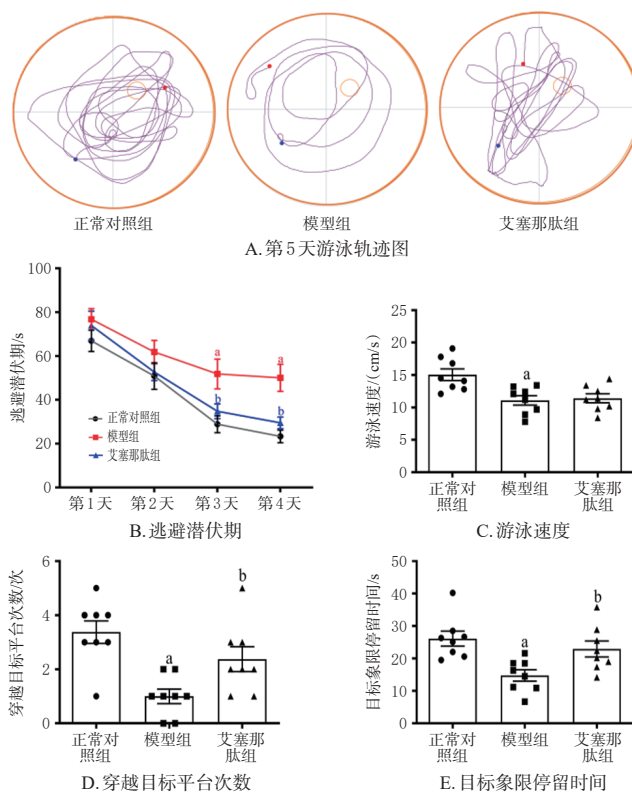 正常对照组 模型组 艾塞那肽组
A.第5天游泳轨迹图
100
80
60
40
20
0
逃避潜伏期/s
a a
b b
正常对照组
模型组
艾塞那肽组
第1天 第2天 第3天 第4天
B.逃避潜伏期
25
20
15
10
5
0
游泳速度/(cm/s)
a
正常对照组 模型组 艾塞那肽组
C.游泳速度
6
4
2
0
穿越目标平台次数/次
a
b
正常对照组 模型组 艾塞那肽组
D.穿越目标平台次数
50
40
30
20
10
0
目标象限停留时间/s
a
b
正常对照组 模型组 艾塞那肽组
E.目标象限停留时间